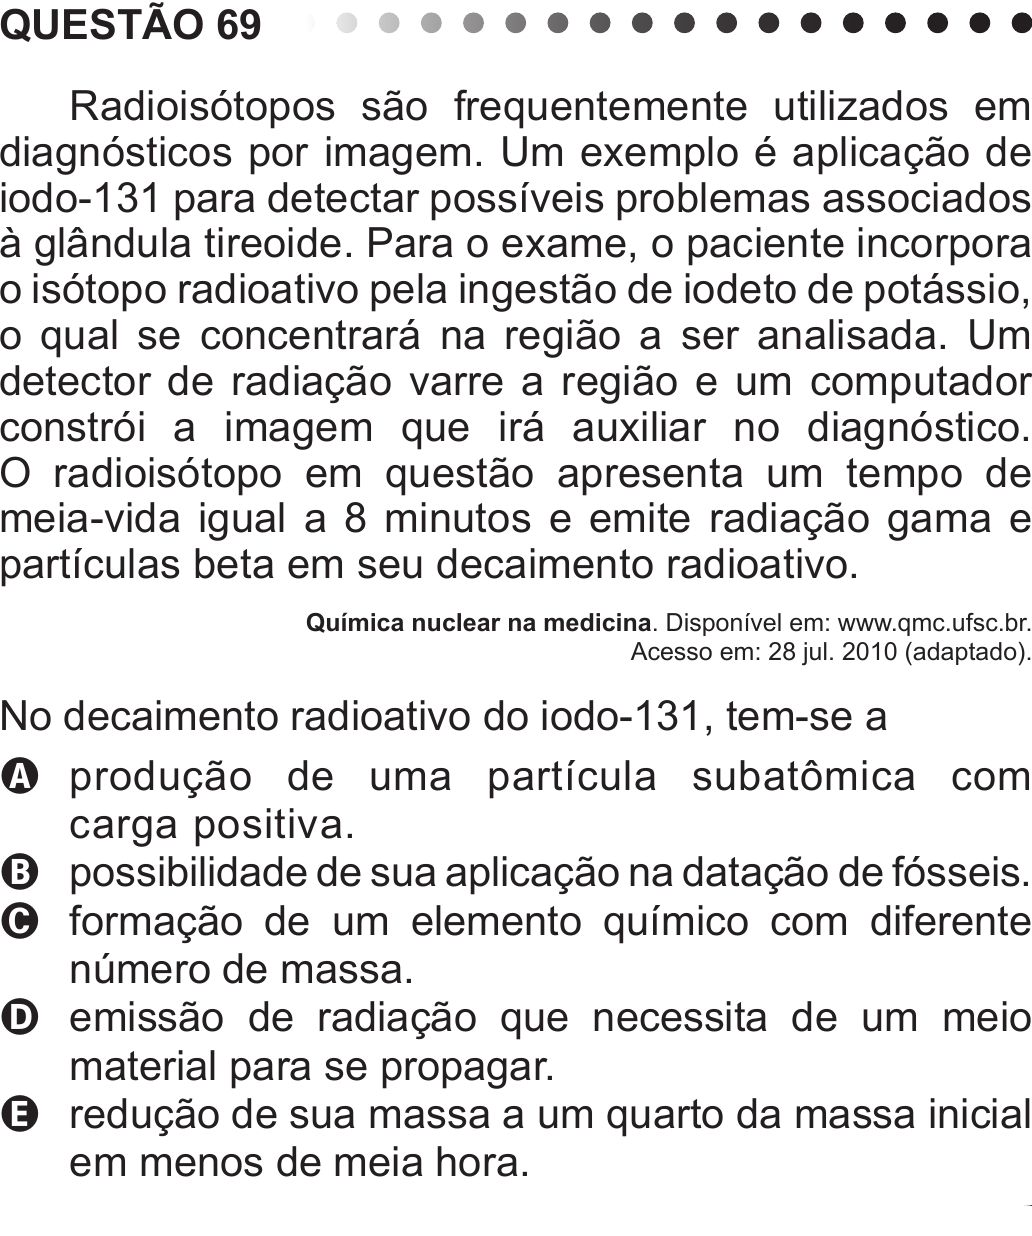 QUESTÃO 69
Radioisótopos são frequentemente utilizados em
diagnósticos por imagem. Um exemplo é aplicação de
iodo-131 para detectar possíveis problemas associados
à glândula tireoide. Para o exame, o paciente incorpora
o isótopo radioativo pela ingestão de iodeto de potássio,
o qual se concentrará na região a ser analisada. Um
detector de radiação varre a região e um computador
constrói a imagem que irá auxiliar no diagnóstico.
O radioisótopo em questão apresenta um tempo de
meia-vida igual a 8 minutos e emite radiação gama e
partículas beta em seu decaimento radioativo.
Química nuclear na medicina. Disponível em: www.qmc.ufsc.br.
Acesso em: 28 jul. 2010 (adaptado).
No decaimento radioativo do iodo-131, tem-se a
A produção de uma partícula subatômica com
carga positiva.
B possibilidade de sua aplicação na datação de fósseis.
C formação de um elemento químico com diferente
número de massa.
D emissão de radiação que necessita de um meio
material para se propagar.
E redução de sua massa a um quarto da massa inicial
em menos de meia hora.